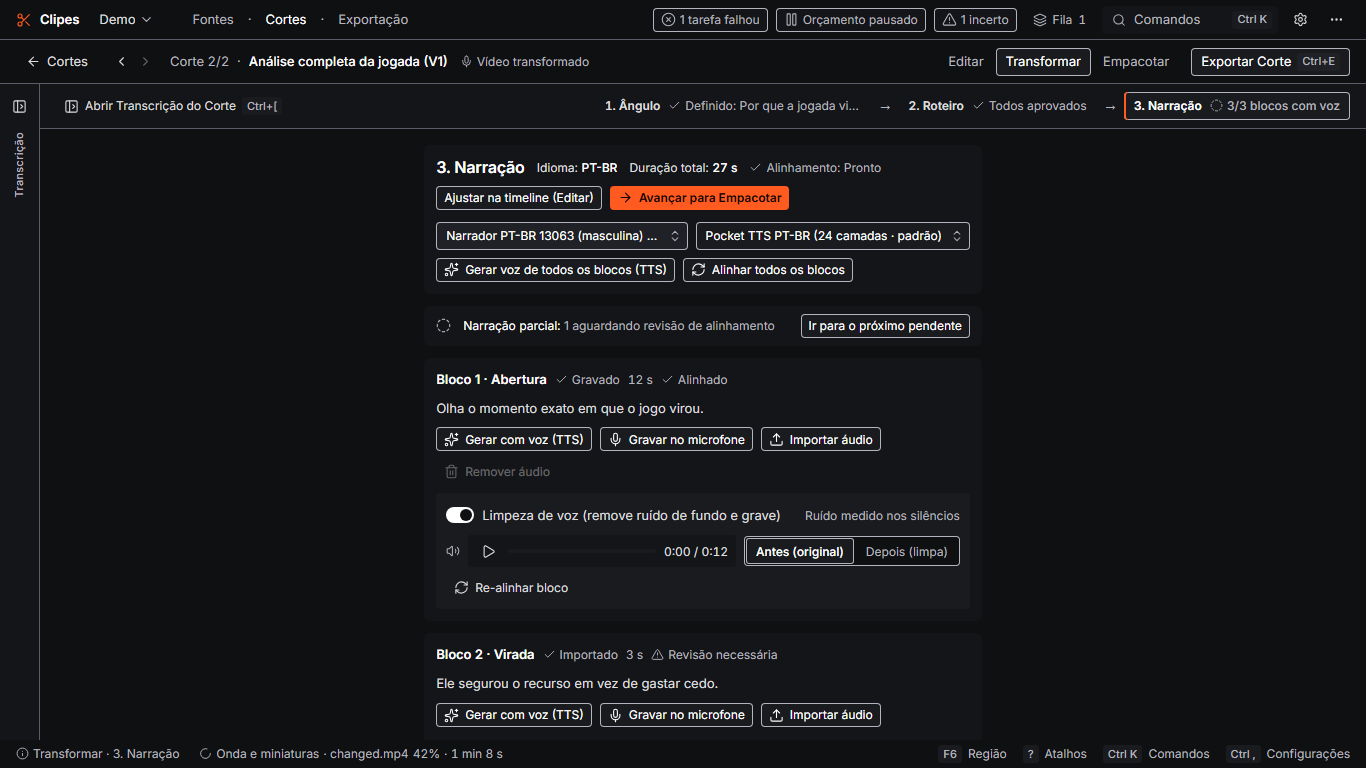 Clipes Demo Fontes · Cortes · Exportação 1 tarefa falhou Orçamento pausado 1 incerto Fila 1 Comandos Ctrl K
Cortes Corte 2/2 · Análise completa da jogada (V1) Vídeo transformado Editar Transformar Empacotar Exportar Corte Ctrl+E
Abrir Transcrição do Corte Ctrl+[ 1. Ângulo Definido: Por que a jogada vi... → 2. Roteiro Todos aprovados → 3. Narração 3/3 blocos com voz
Transcrição
3. Narração Idioma: PT-BR Duração total: 27 s Alinhamento: Pronto
Ajustar na timeline (Editar) Avançar para Empacotar
Narrador PT-BR 13063 (masculina) ... Pocket TTS PT-BR (24 camadas · padrão)
Gerar voz de todos os blocos (TTS) Alinhar todos os blocos
Narração parcial: 1 aguardando revisão de alinhamento Ir para o próximo pendente
Bloco 1 · Abertura Gravado 12 s Alinhado
Olha o momento exato em que o jogo virou.
Gerar com voz (TTS) Gravar no microfone Importar áudio
Remover áudio
Limpeza de voz (remove ruído de fundo e grave) Ruído medido nos silêncios
0:00 / 0:12 Antes (original) Depois (limpa)
Re-alinhar bloco
Bloco 2 · Virada Importado 3 s Revisão necessária
Ele segurou o recurso em vez de gastar cedo.
Gerar com voz (TTS) Gravar no microfone Importar áudio
Transformar · 3. Narração Onda e miniaturas · changed.mp4 42% · 1 min 8 s F6 Região ? Atalhos Ctrl K Comandos Ctrl , Configurações